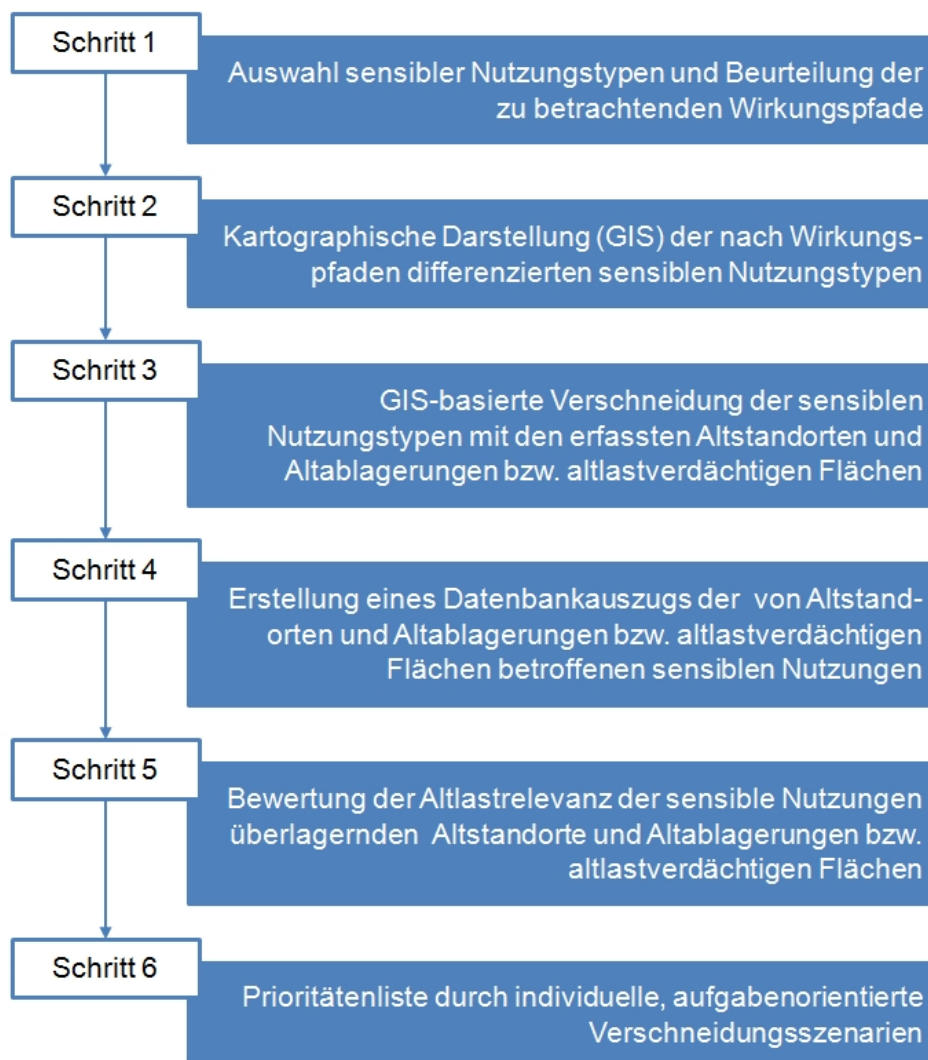 Schritt 1
Auswahl sensibler Nutzungstypen und Beurteilung der
zu betrachtenden Wirkungspfade
Schritt 2
Kartographische Darstellung (GIS) der nach Wirkungs-
pfaden differenzierten sensiblen Nutzungstypen
Schritt 3
GIS-basierte Verschneidung der sensiblen
Nutzungstypen mit den erfassten Altstandorten und
Altablagerungen bzw. altlastverdächtigen Flächen
Schritt 4
Erstellung eines Datenbankauszugs der von Altstand-
orten und Altablagerungen bzw. altlastverdächtigen
Flächen betroffenen sensiblen Nutzungen
Schritt 5
Bewertung der Altlastrelevanz der sensible Nutzungen
überlagernden Altstandorte und Altablagerungen bzw.
altlastverdächtigen Flächen
Schritt 6
Prioritätenliste durch individuelle, aufgabenorientierte
Verschneidungsszenarien